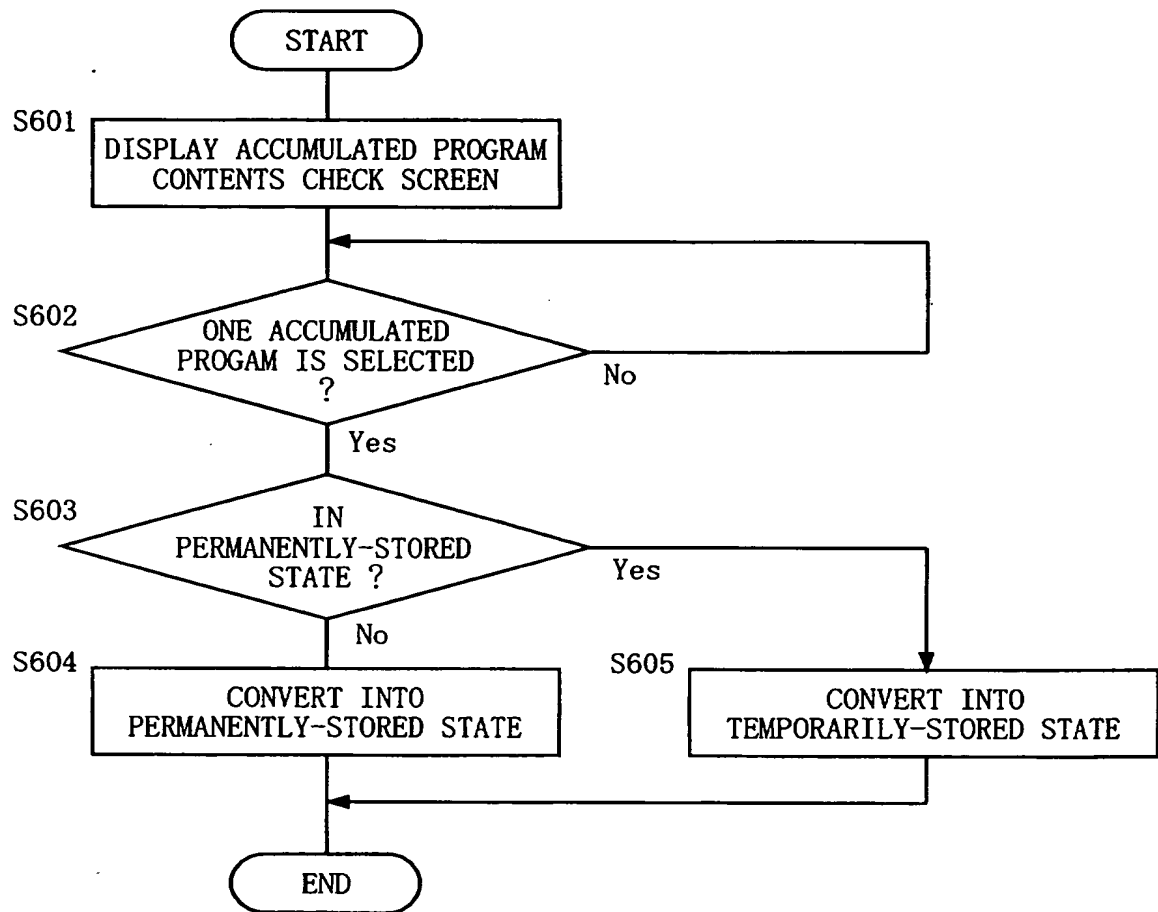 START
S601
DISPLAY ACCUMULATED PROGRAM
CONTENTS CHECK SCREEN
S602
ONE ACCUMULATED
PROGAM IS SELECTED
?
No
Yes
S603
IN
PERMANENTLY-STORED
STATE ?
Yes
No
S604
CONVERT INTO
PERMANENTLY-STORED STATE
S605
CONVERT INTO
TEMPORARILY-STORED STATE
END